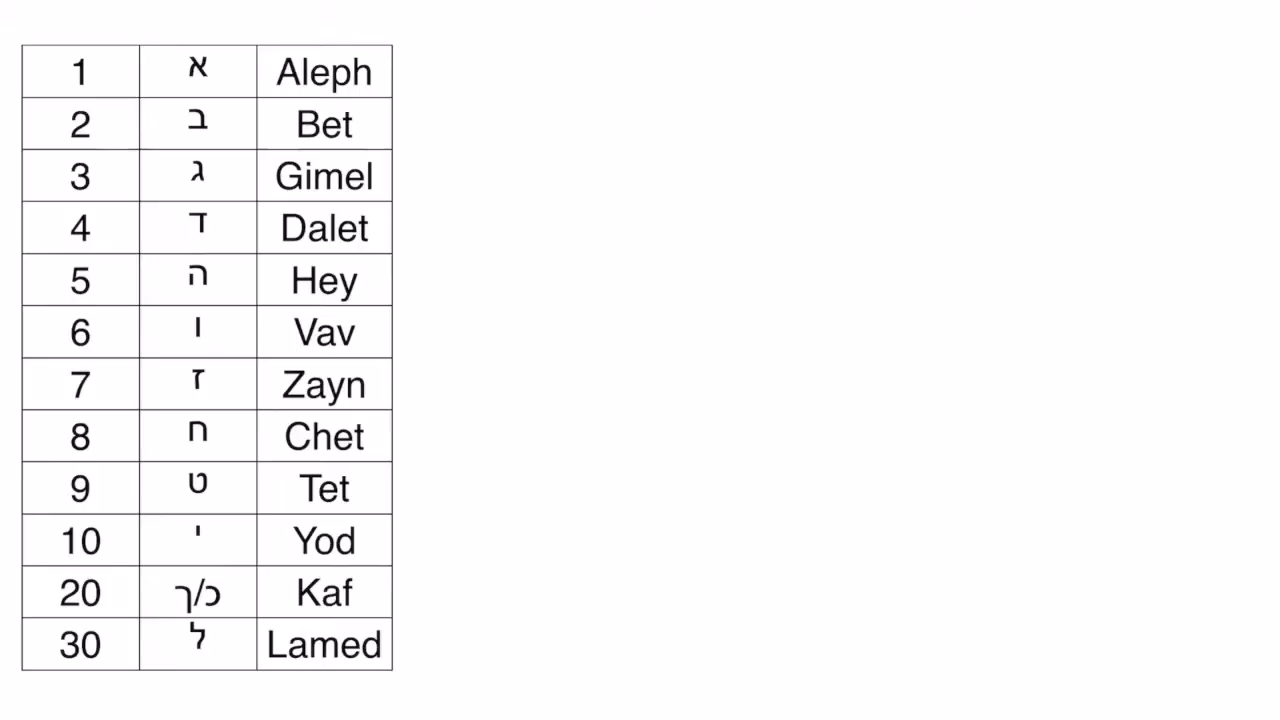 1 א Aleph
2 ב Bet
3 ג Gimel
4 ד Dalet
5 ה Hey
6 ו Vav
7 ז Zayn
8 ח Chet
9 ט Tet
10 י Yod
20 כ/ך Kaf
30 ל Lamed